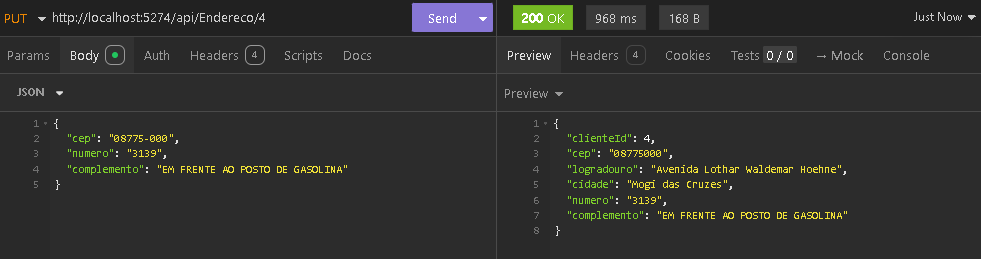 PUT http://localhost:5274/api/Endereco/4 Send 200 OK 968 ms 168 B Just Now
Params Body Auth Headers 4 Scripts Docs Preview Headers 4 Cookies Tests 0 / 0 → Mock Console
JSON
Preview
1 {
2 "cep": "08775-000",
3 "numero": "3139",
4 "complemento": "EM FRENTE AO POSTO DE GASOLINA"
5 }
1 {
2 "clienteId": 4,
3 "cep": "08775000",
4 "logradouro": "Avenida Lothar Waldemar Hoehne",
5 "cidade": "Mogi das Cruzes",
6 "numero": "3139",
7 "complemento": "EM FRENTE AO POSTO DE GASOLINA"
8 }